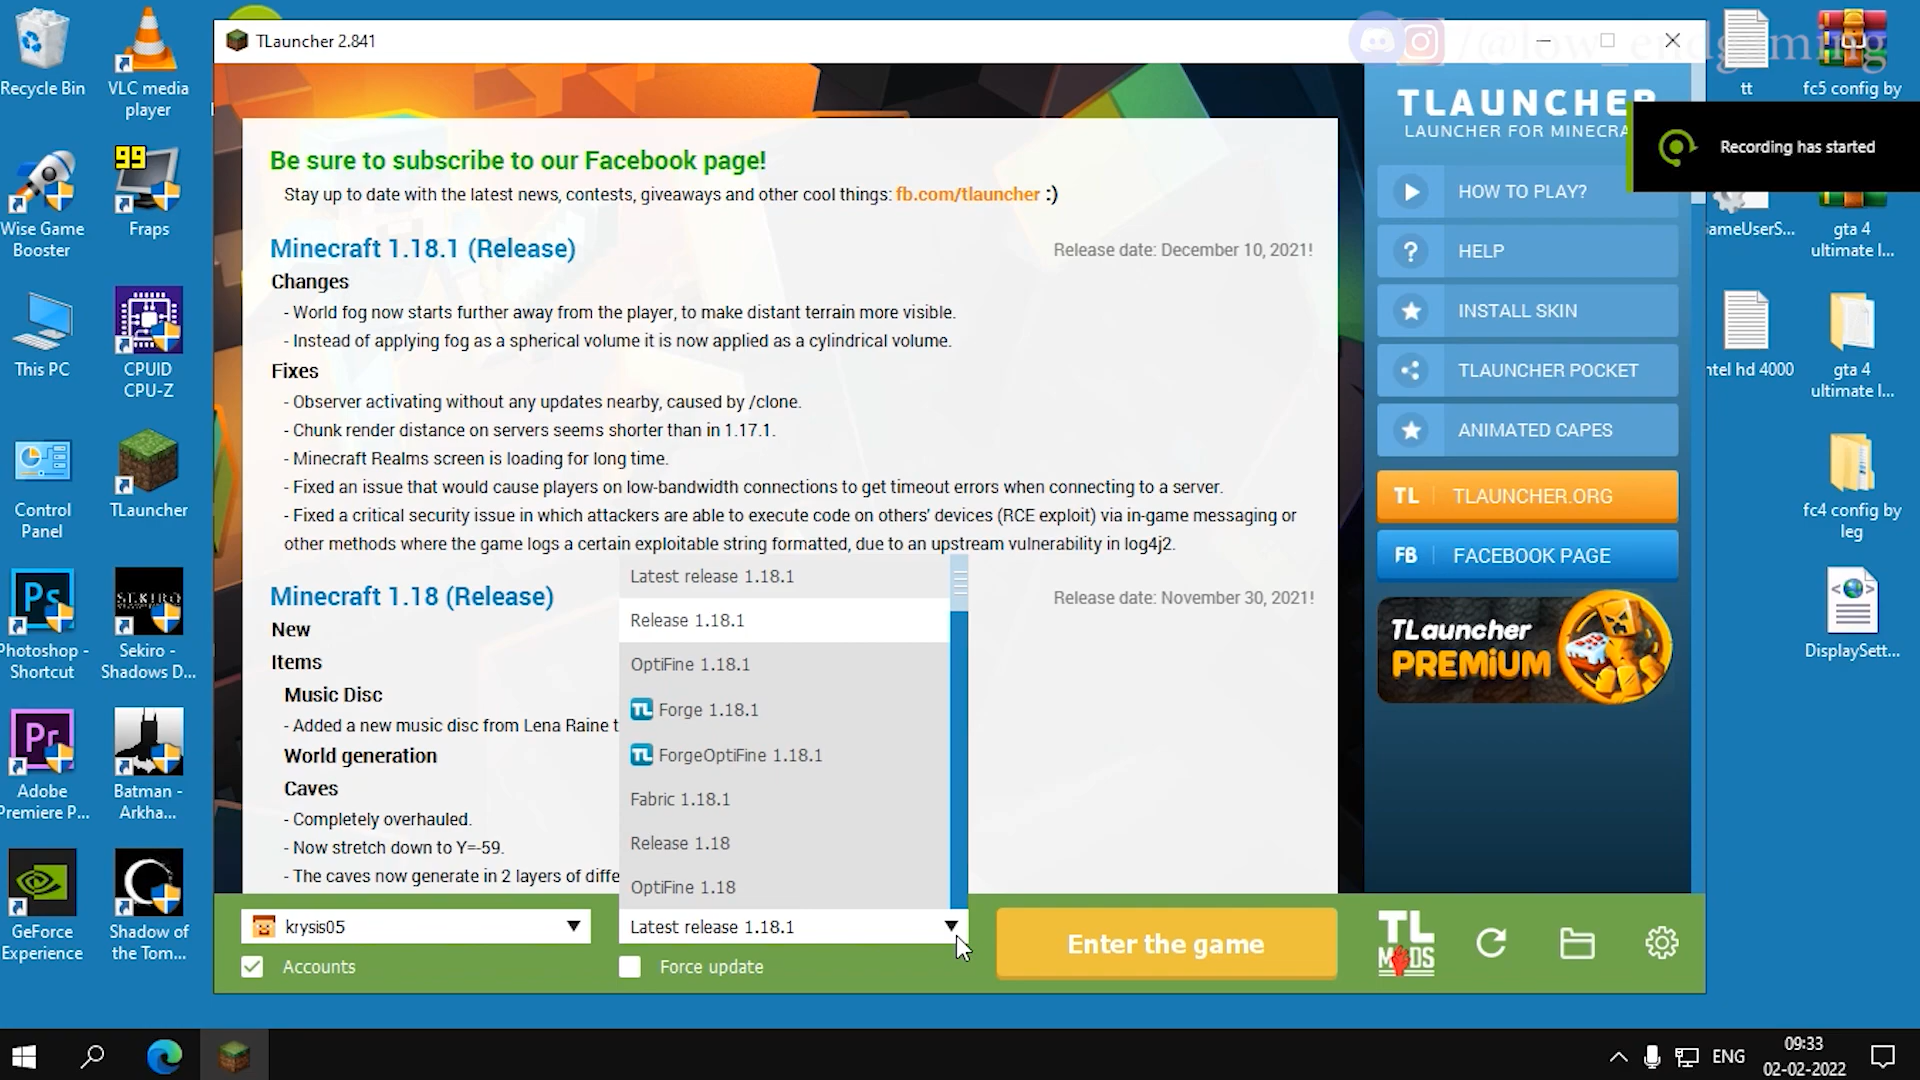 Recycle Bin
VLC media
player
Wise Game
Booster
99
Fraps
This PC
CPUID
CPU-Z
Control
Panel
TLauncher
Ps
Photoshop -
Shortcut
SEKIRO
Sekiro -
Shadows D...
Pr
Adobe
Premiere P...
Batman -
Arkha...
GeForce
Experience
Shadow of
the Tom...
TLauncher 2.841
/@low_endgaming
Be sure to subscribe to our Facebook page!
Stay up to date with the latest news, contests, giveaways and other cool things: fb.com/tlauncher :)
Minecraft 1.18.1 (Release)
Release date: December 10, 2021!
Changes
- World fog now starts further away from the player, to make distant terrain more visible.
- Instead of applying fog as a spherical volume it is now applied as a cylindrical volume.
Fixes
- Observer activating without any updates nearby, caused by /clone.
- Chunk render distance on servers seems shorter than in 1.17.1.
- Minecraft Realms screen is loading for long time.
- Fixed an issue that would cause players on low-bandwidth connections to get timeout errors when connecting to a server.
- Fixed a critical security issue in which attackers are able to execute code on others' devices (RCE exploit) via in-game messaging or
other methods where the game logs a certain exploitable string formatted, due to an upstream vulnerability in log4j2.
Minecraft 1.18 (Release)
Release date: November 30, 2021!
New
Items
Music Disc
- Added a new music disc from Lena Raine t
World generation
Caves
- Completely overhauled.
- Now stretch down to Y=-59.
- The caves now generate in 2 layers of diffe
Latest release 1.18.1
Release 1.18.1
OptiFine 1.18.1
TL Forge 1.18.1
TL ForgeOptiFine 1.18.1
Fabric 1.18.1
Release 1.18
OptiFine 1.18
krysis05
Latest release 1.18.1
Accounts
Force update
Enter the game
TL
MODS
TLAUNCHER
LAUNCHER FOR MINECRA
HOW TO PLAY?
HELP
INSTALL SKIN
TLAUNCHER POCKET
ANIMATED CAPES
TL TLAUNCHER.ORG
FB FACEBOOK PAGE
TLauncher
PREMIUM
Recording has started
tt
fc5 config by
ameUserS...
gta 4
ultimate l...
ntel hd 4000
gta 4
ultimate l...
fc4 config by
leg
DisplaySett...
ENG
09:33
02-02-2022